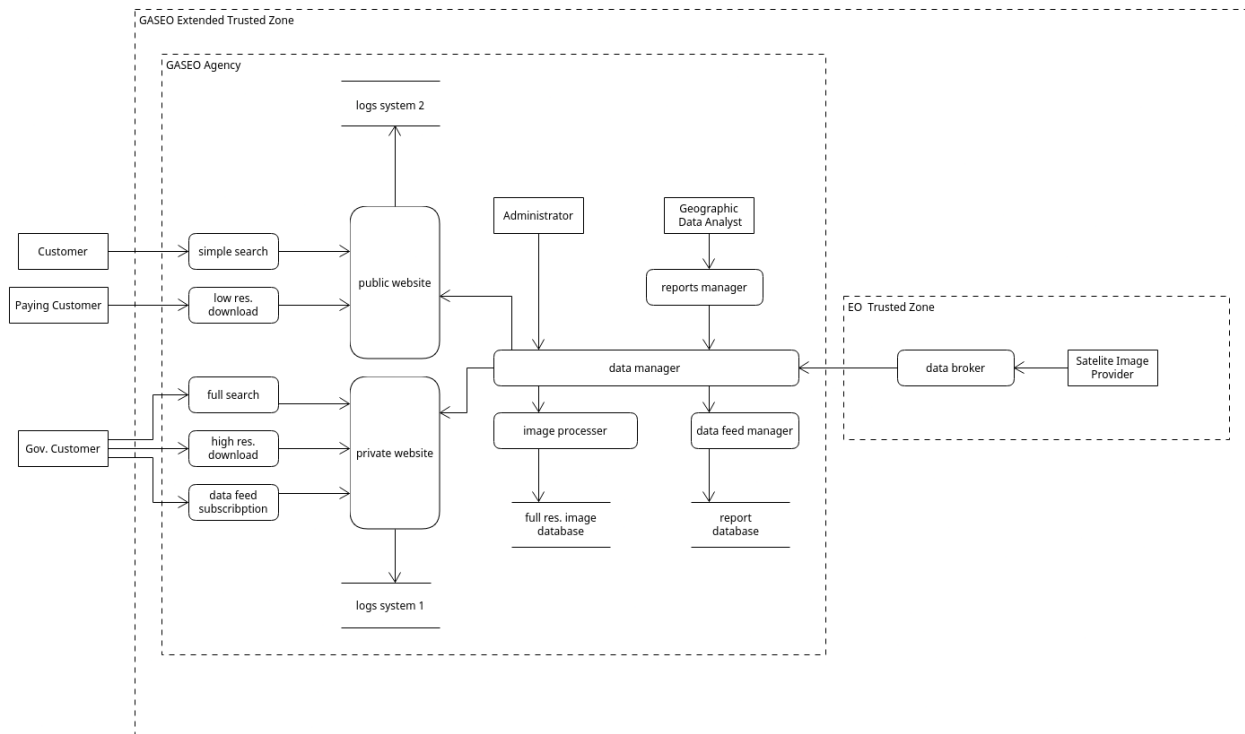 GASEO Extended Trusted Zone
GASEO Agency
logs system 2
Administrator
Geographic
Data Analyst
Customer
simple search
public website
reports manager
Paying Customer
low res.
download
EO  Trusted Zone
data manager
data broker
Satelite Image
Provider
full search
image processer
data feed manager
Gov. Customer
high res.
download
private website
data feed
subscribption
full res. image
database
report
database
logs system 1